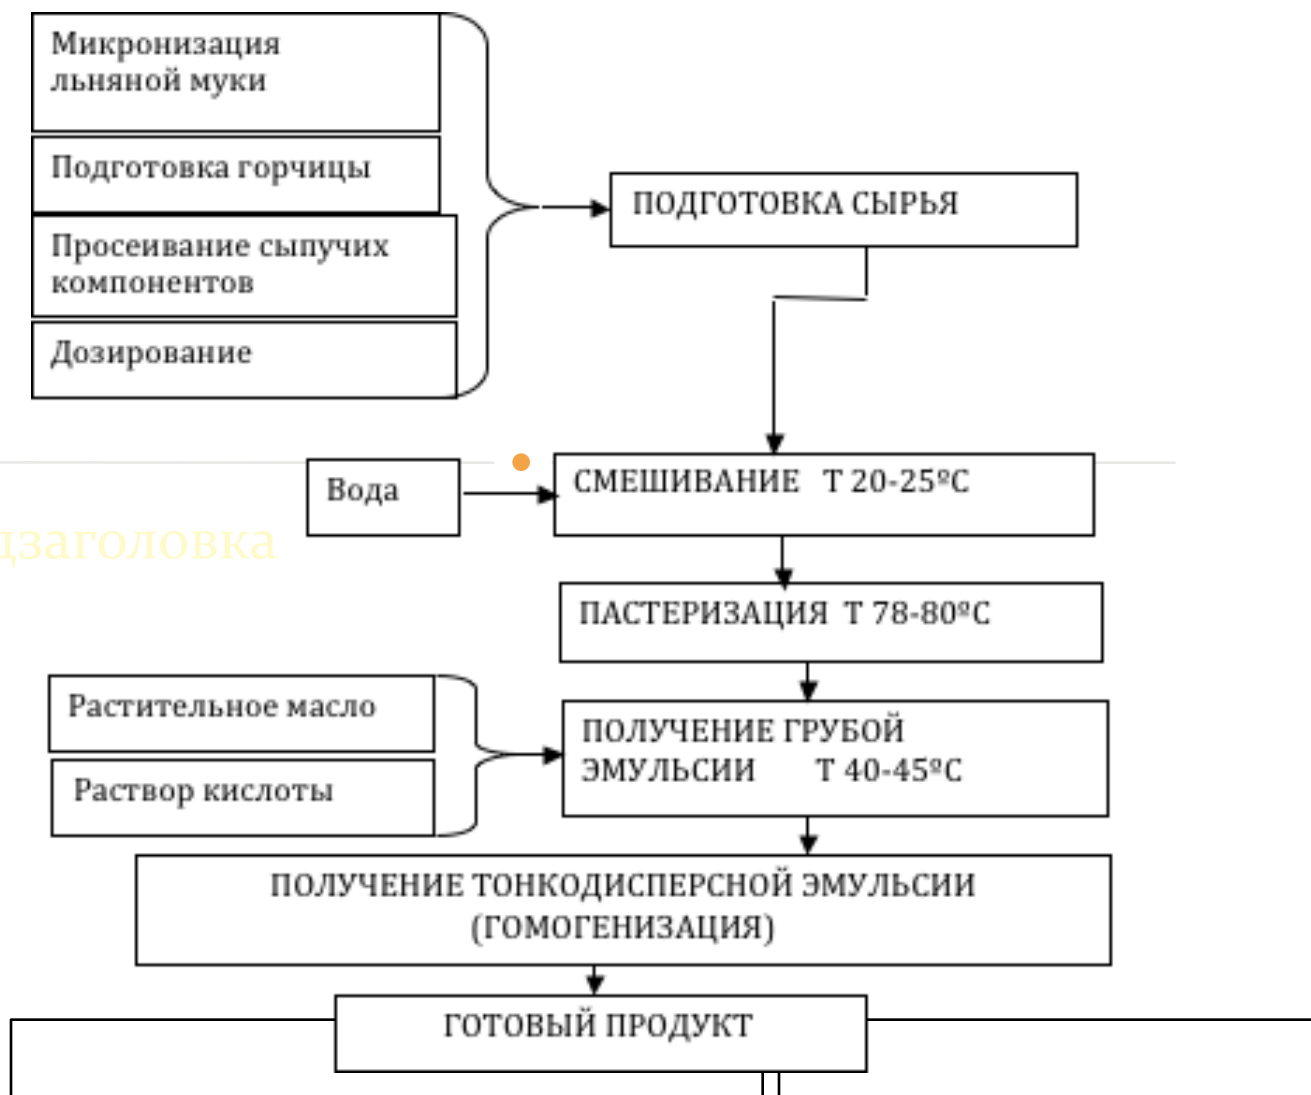 Микронизация
льняной муки
Подготовка горчицы
ПОДГОТОВКА СЫРЬЯ
Просеивание сыпучих
компонентов
Дозирование
СМЕШИВАНИЕ Т 20-25ºС
Вода
дзаголовка
ПАСТЕРИЗАЦИЯ Т 78-80ºС
Растительное масло
Раствор кислоты
ПОЛУЧЕНИЕ ГРУБОЙ
ЭМУЛЬСИИ Т 40-45ºС
ПОЛУЧЕНИЕ ТОНКОДИСПЕРСНОЙ ЭМУЛЬСИИ
(ГОМОГЕНИЗАЦИЯ)
ГОТОВЫЙ ПРОДУКТ